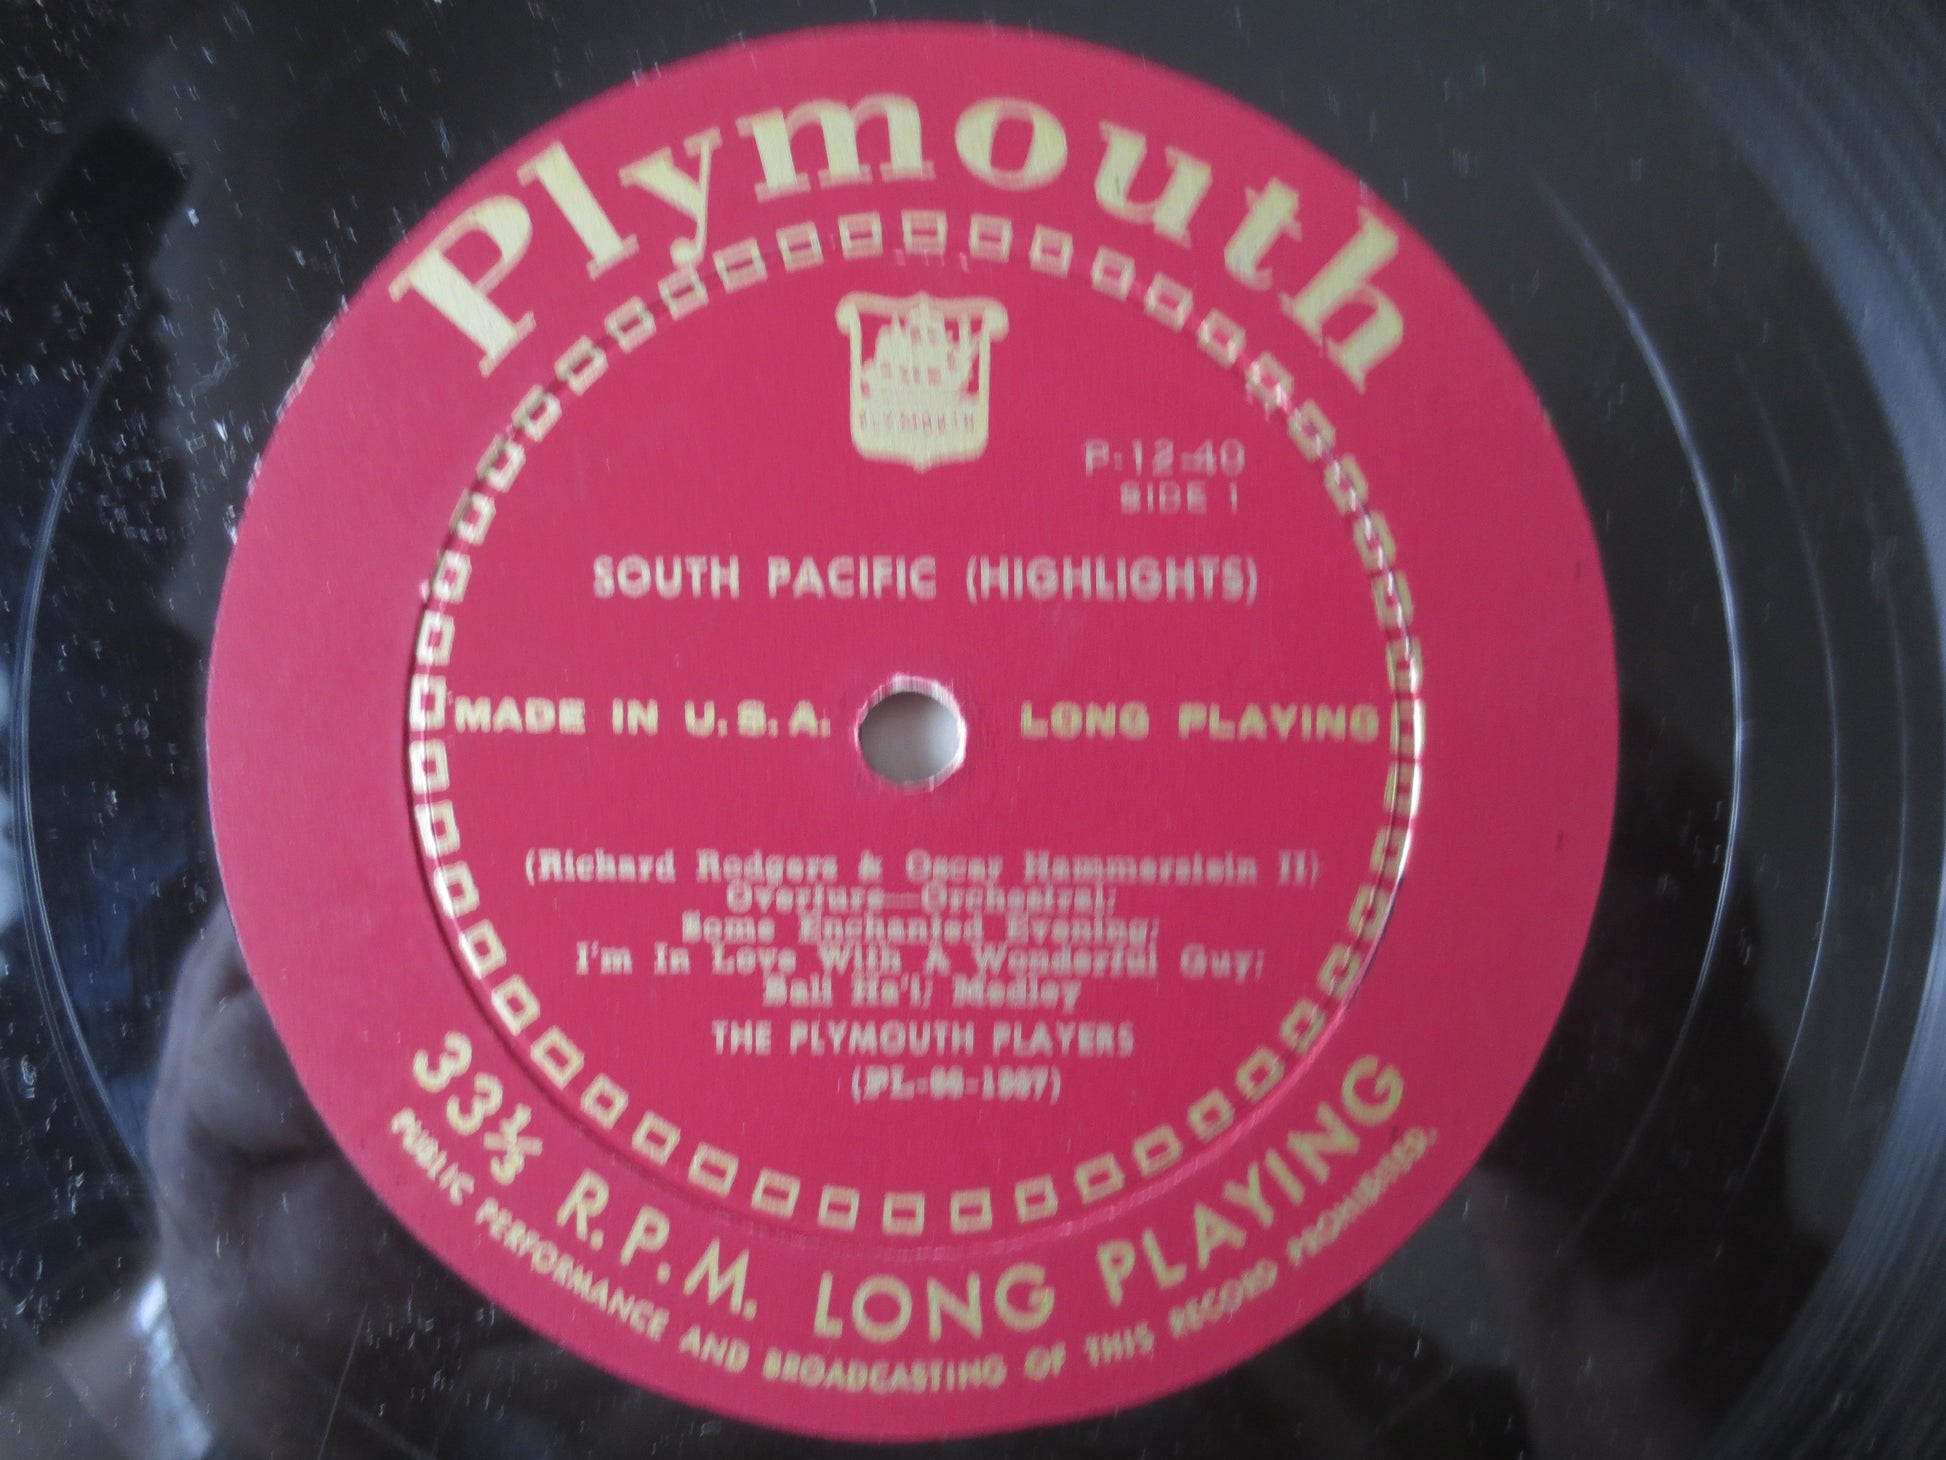 Plymouth
PLYMOUTH
P-12-40
SIDE 1
SOUTH PACIFIC (HIGHLIGHTS)
MADE IN U.S.A. LONG PLAYING
(Richard Rodgers & Oscar Hammerstein II)
Overture—Orchestral;
Some Enchanted Evening;
I'm In Love With A Wonderful Guy;
Bali Ha'i; Medley
THE PLYMOUTH PLAYERS
33⅓ R.P.M. LONG PLAYING
PUBLIC PERFORMANCE AND BROADCASTING OF THIS RECORD PROHIBITED.